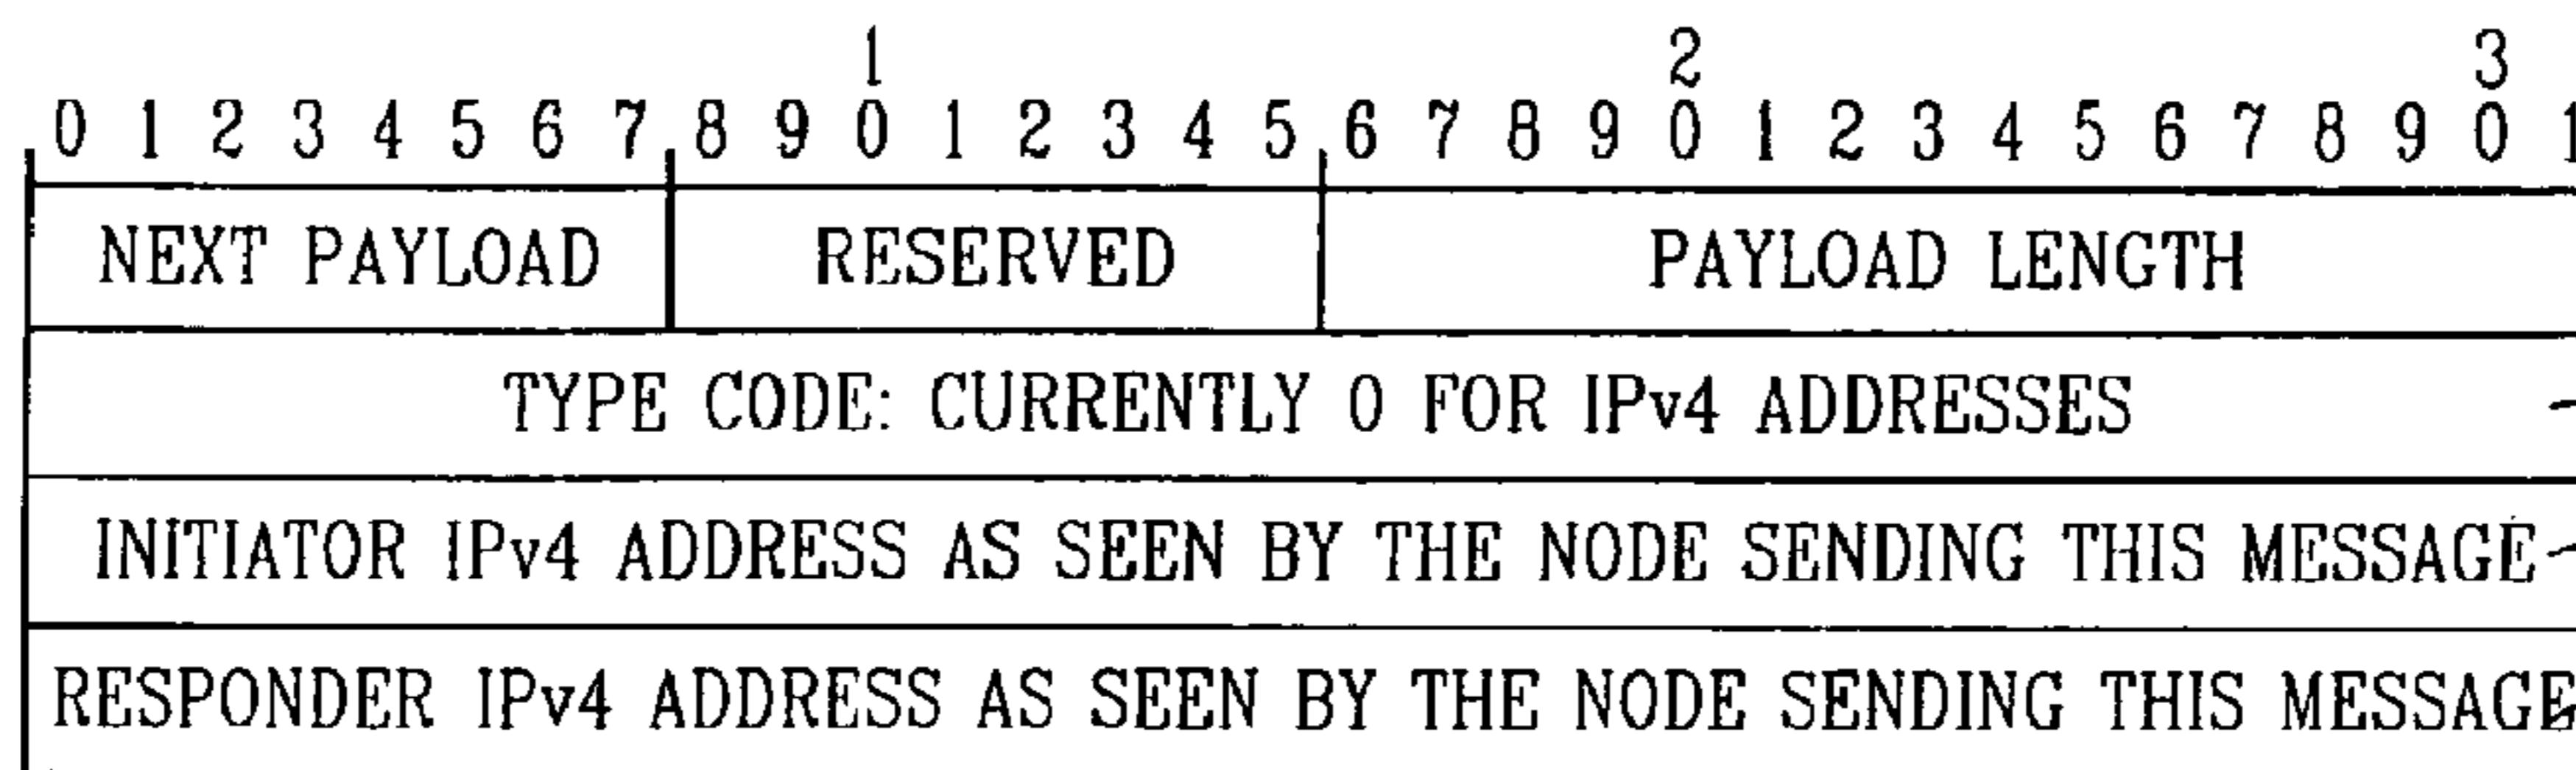 1 2 3
0 1 2 3 4 5 6 7 8 9 0 1 2 3 4 5 6 7 8 9 0 1 2 3 4 5 6 7 8 9 0 1
NEXT PAYLOAD RESERVED PAYLOAD LENGTH
TYPE CODE: CURRENTLY 0 FOR IPv4 ADDRESSES
INITIATOR IPv4 ADDRESS AS SEEN BY THE NODE SENDING THIS MESSAGE
RESPONDER IPv4 ADDRESS AS SEEN BY THE NODE SENDING THIS MESSAGE